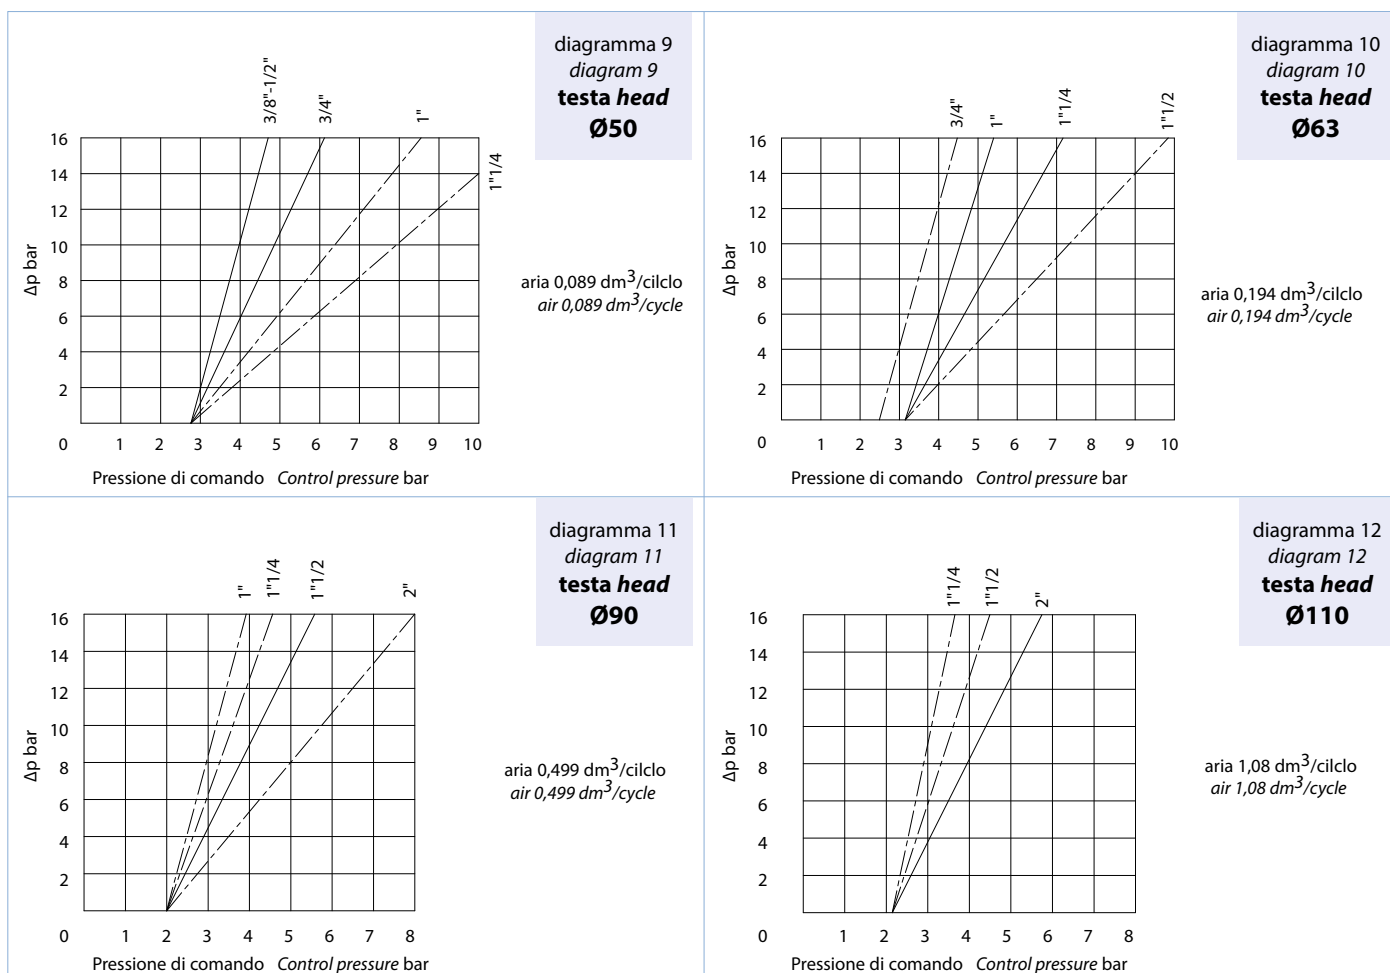 diagramma 9
diagram 9
testa head
Ø50
3/8"-1/2"
3/4"
1"
1"1/4
16
14
12
10
8
6
4
2
0
Δp bar
1 2 3 4 5 6 7 8 9 10
Pressione di comando Control pressure bar
aria 0,089 dm³/cilclo
air 0,089 dm³/cycle
diagramma 10
diagram 10
testa head
Ø63
3/4"
1"
1"1/4
1"1/2
16
14
12
10
8
6
4
2
0
Δp bar
1 2 3 4 5 6 7 8 9 10
Pressione di comando Control pressure bar
aria 0,194 dm³/cilclo
air 0,194 dm³/cycle
diagramma 11
diagram 11
testa head
Ø90
1"
1"1/4
1"1/2
2"
16
14
12
10
8
6
4
2
0
Δp bar
1 2 3 4 5 6 7 8
Pressione di comando Control pressure bar
aria 0,499 dm³/cilclo
air 0,499 dm³/cycle
diagramma 12
diagram 12
testa head
Ø110
1"1/4
1"1/2
2"
16
14
12
10
8
6
4
2
0
Δp bar
1 2 3 4 5 6 7 8
Pressione di comando Control pressure bar
aria 1,08 dm³/cilclo
air 1,08 dm³/cycle